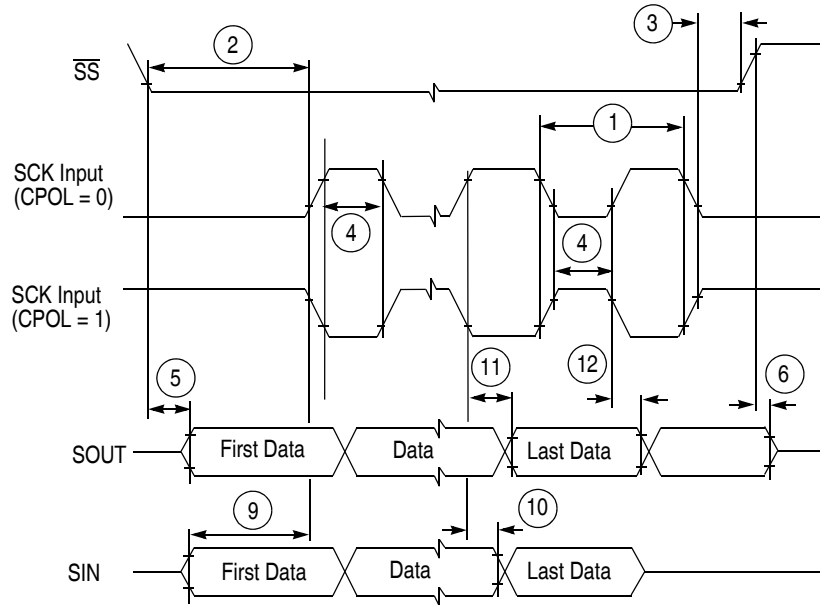 3
2
S̅S̅
1
SCK Input
(CPOL = 0)
4
4
SCK Input
(CPOL = 1)
11
12
5
6
SOUT
First Data
Data
Last Data
9
10
SIN
First Data
Data
Last Data